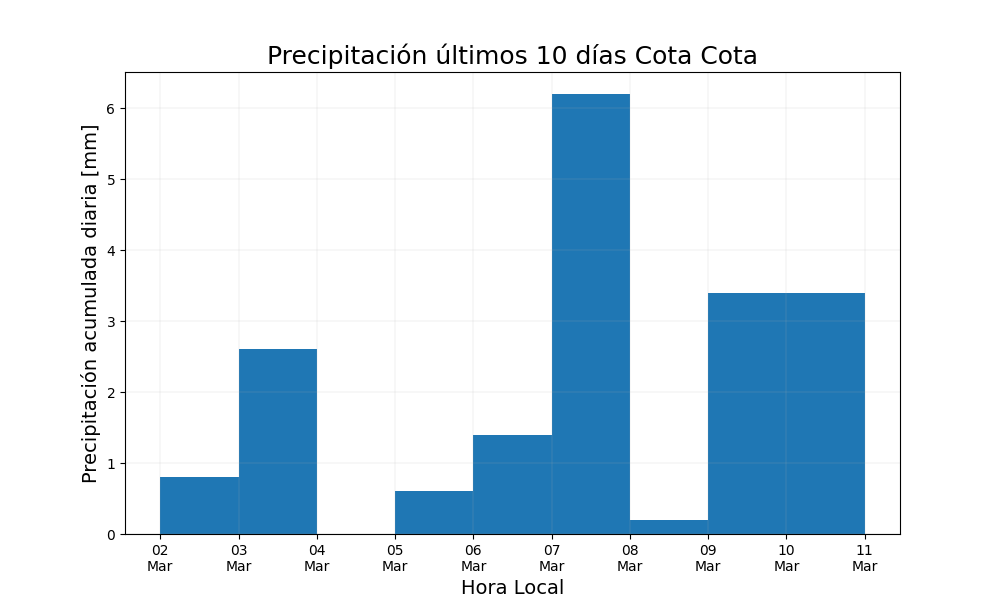 Precipitación últimos 10 días Cota Cota
Precipitación acumulada diaria [mm]
6
5
4
3
2
1
0
02 03 04 05 06 07 08 09 10 11
Mar Mar Mar Mar Mar Mar Mar Mar Mar Mar
Hora Local